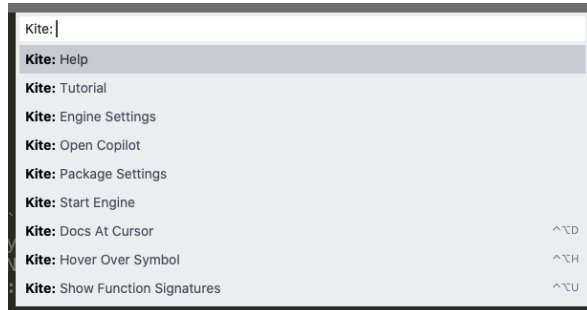 Kite:
Kite: Help
Kite: Tutorial
Kite: Engine Settings
Kite: Open Copilot
Kite: Package Settings
Kite: Start Engine
Kite: Docs At Cursor ⌃⌥D
Kite: Hover Over Symbol ⌃⌥H
Kite: Show Function Signatures ⌃⌥U